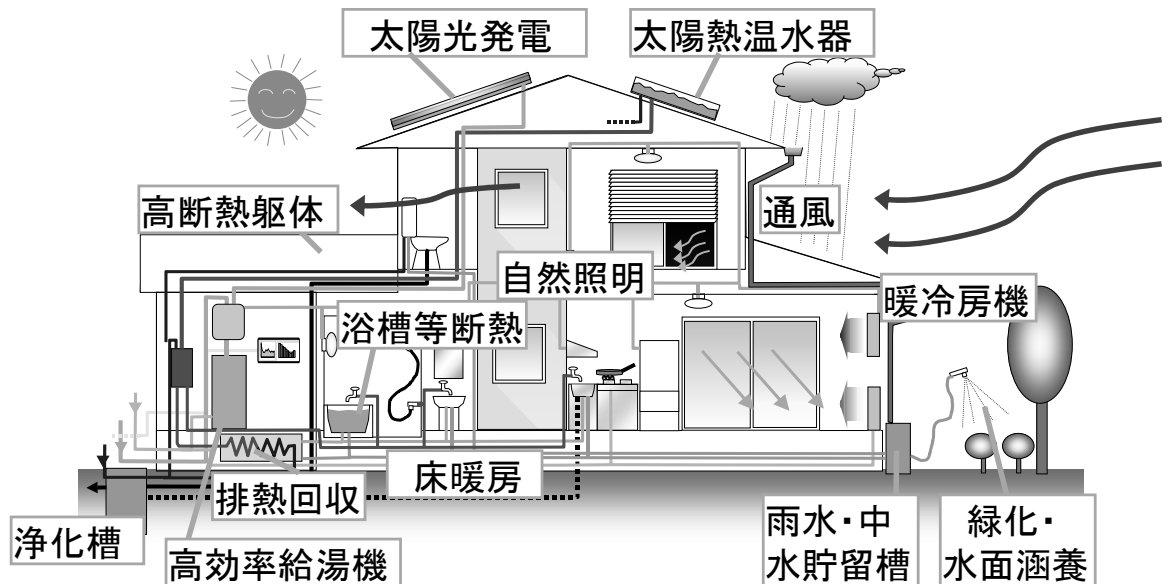 太陽光発電
太陽熱温水器
高断熱躯体
通風
自然照明
暖冷房機
浴槽等断熱
床暖房
排熱回収
浄化槽
高効率給湯機
雨水・中
水貯留槽
緑化・
水面涵養